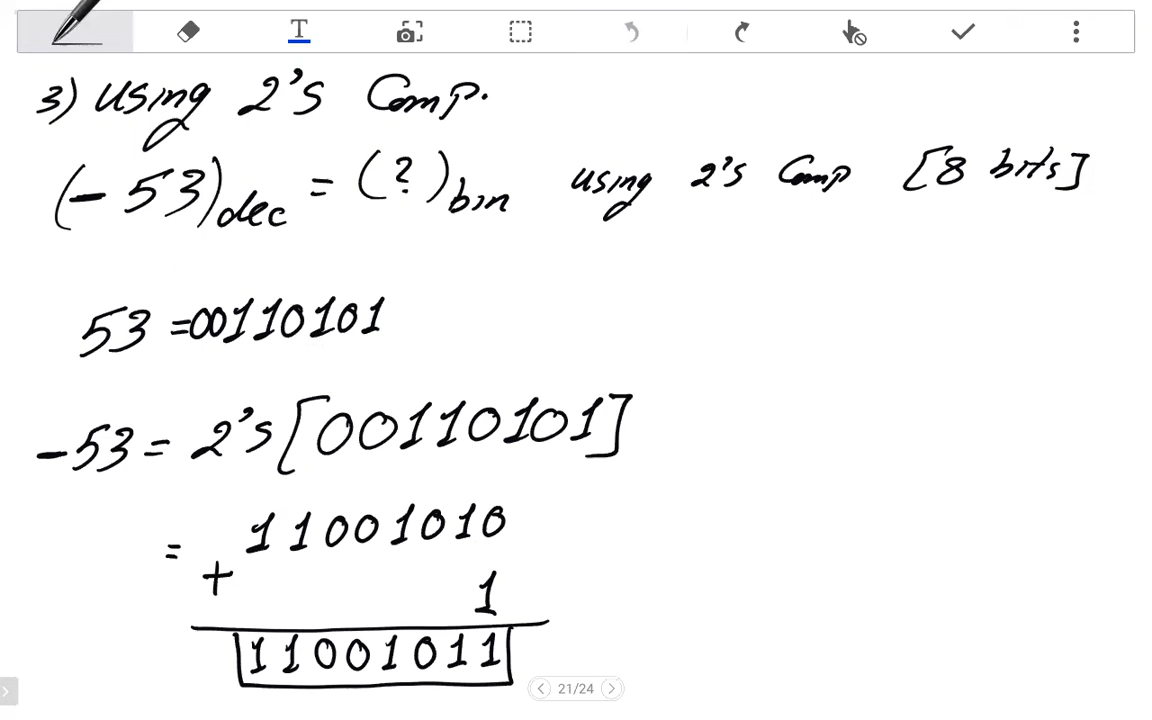 T
3) Using 2's Comp.
(-53)dec = (?)bin using 2's Comp [8 bits]
53 =00110101
-53 = 2's [00110101]
= 11001010
+ 1
11001011
21/24